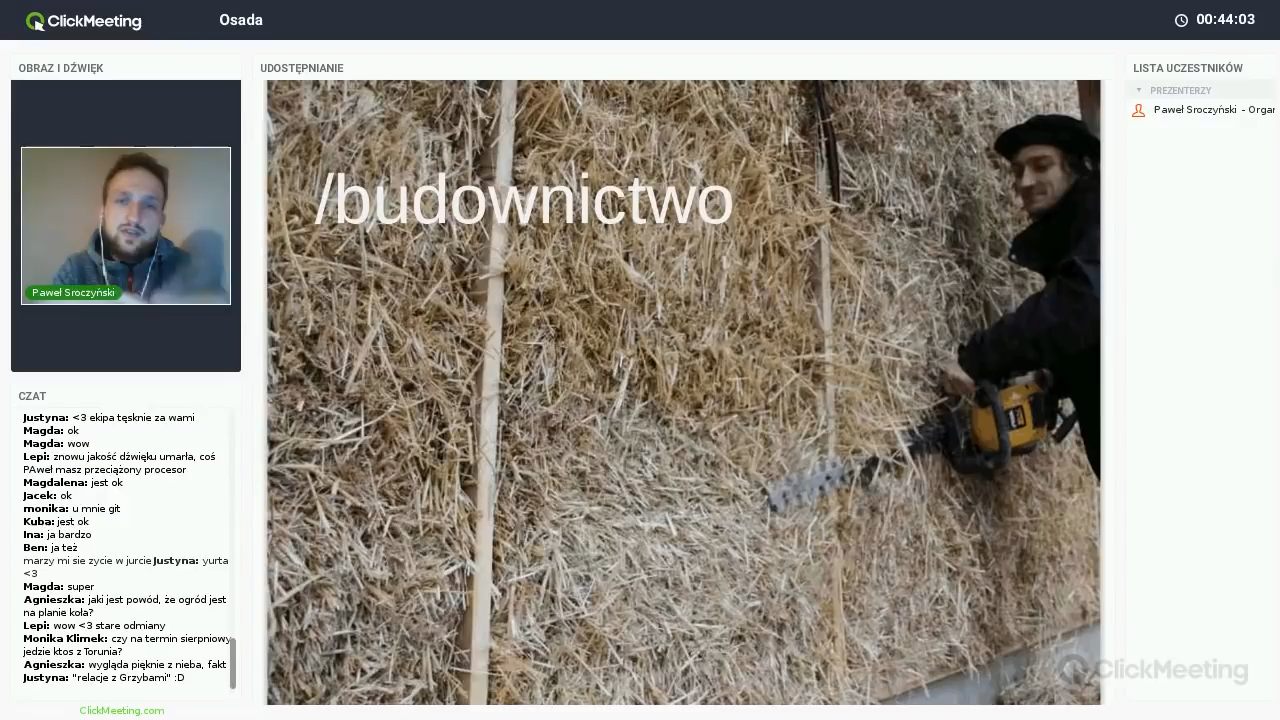 ClickMeeting
Osada
00:44:03
OBRAZ I DŹWIĘK
UDOSTĘPNIANIE
LISTA UCZESTNIKÓW
PREZENTERZY
Paweł Sroczyński - Organ
/budownictwo
Paweł Sroczyński
CZAT
Justyna: <3 ekipa tęsknie za wami
Magda: ok
Magda: wow
Lepi: znowu jakość dźwięku umarła, coś
PAweł masz przeciążony procesor
Magdalena: jest ok
Jacek: ok
monika: u mnie git
Kuba: jest ok
Ina: ja bardzo
Ben: ja też
marzy mi sie zycie w jurcie Justyna: yurta
<3
Magda: super
Agnieszka: jaki jest powód, że ogród jest
na planie koła?
Lepi: wow <3 stare odmiany
Monika Klimek: czy na termin sierpniowy
jedzie ktos z Torunia?
Agnieszka: wygląda pięknie z nieba, fakt
Justyna: "relacje z Grzybami" :D
ClickMeeting
ClickMeeting.com